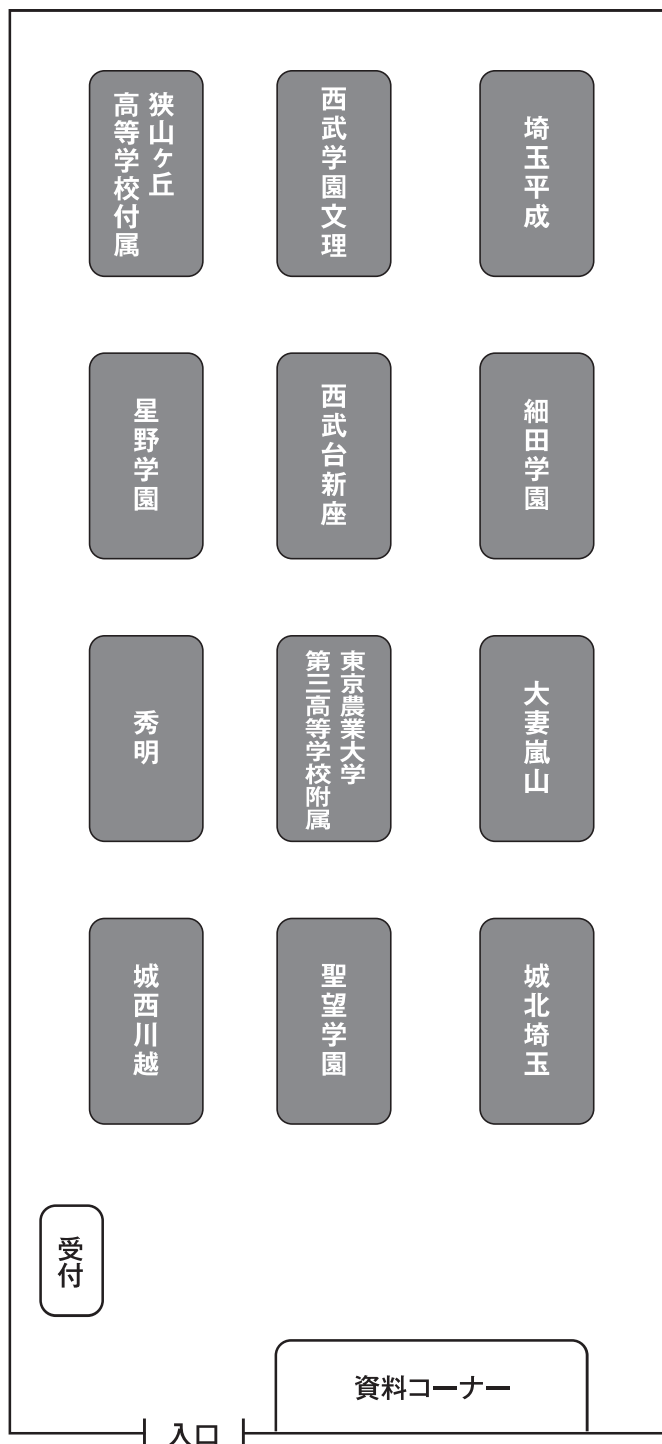 狭山ヶ丘
高等学校付属
西武学園文理
埼玉平成
星野学園
西武台新座
細田学園
秀明
東京農業大学
第三高等学校附属
大妻嵐山
城西川越
聖望学園
城北埼玉
受付
資料コーナー
入口